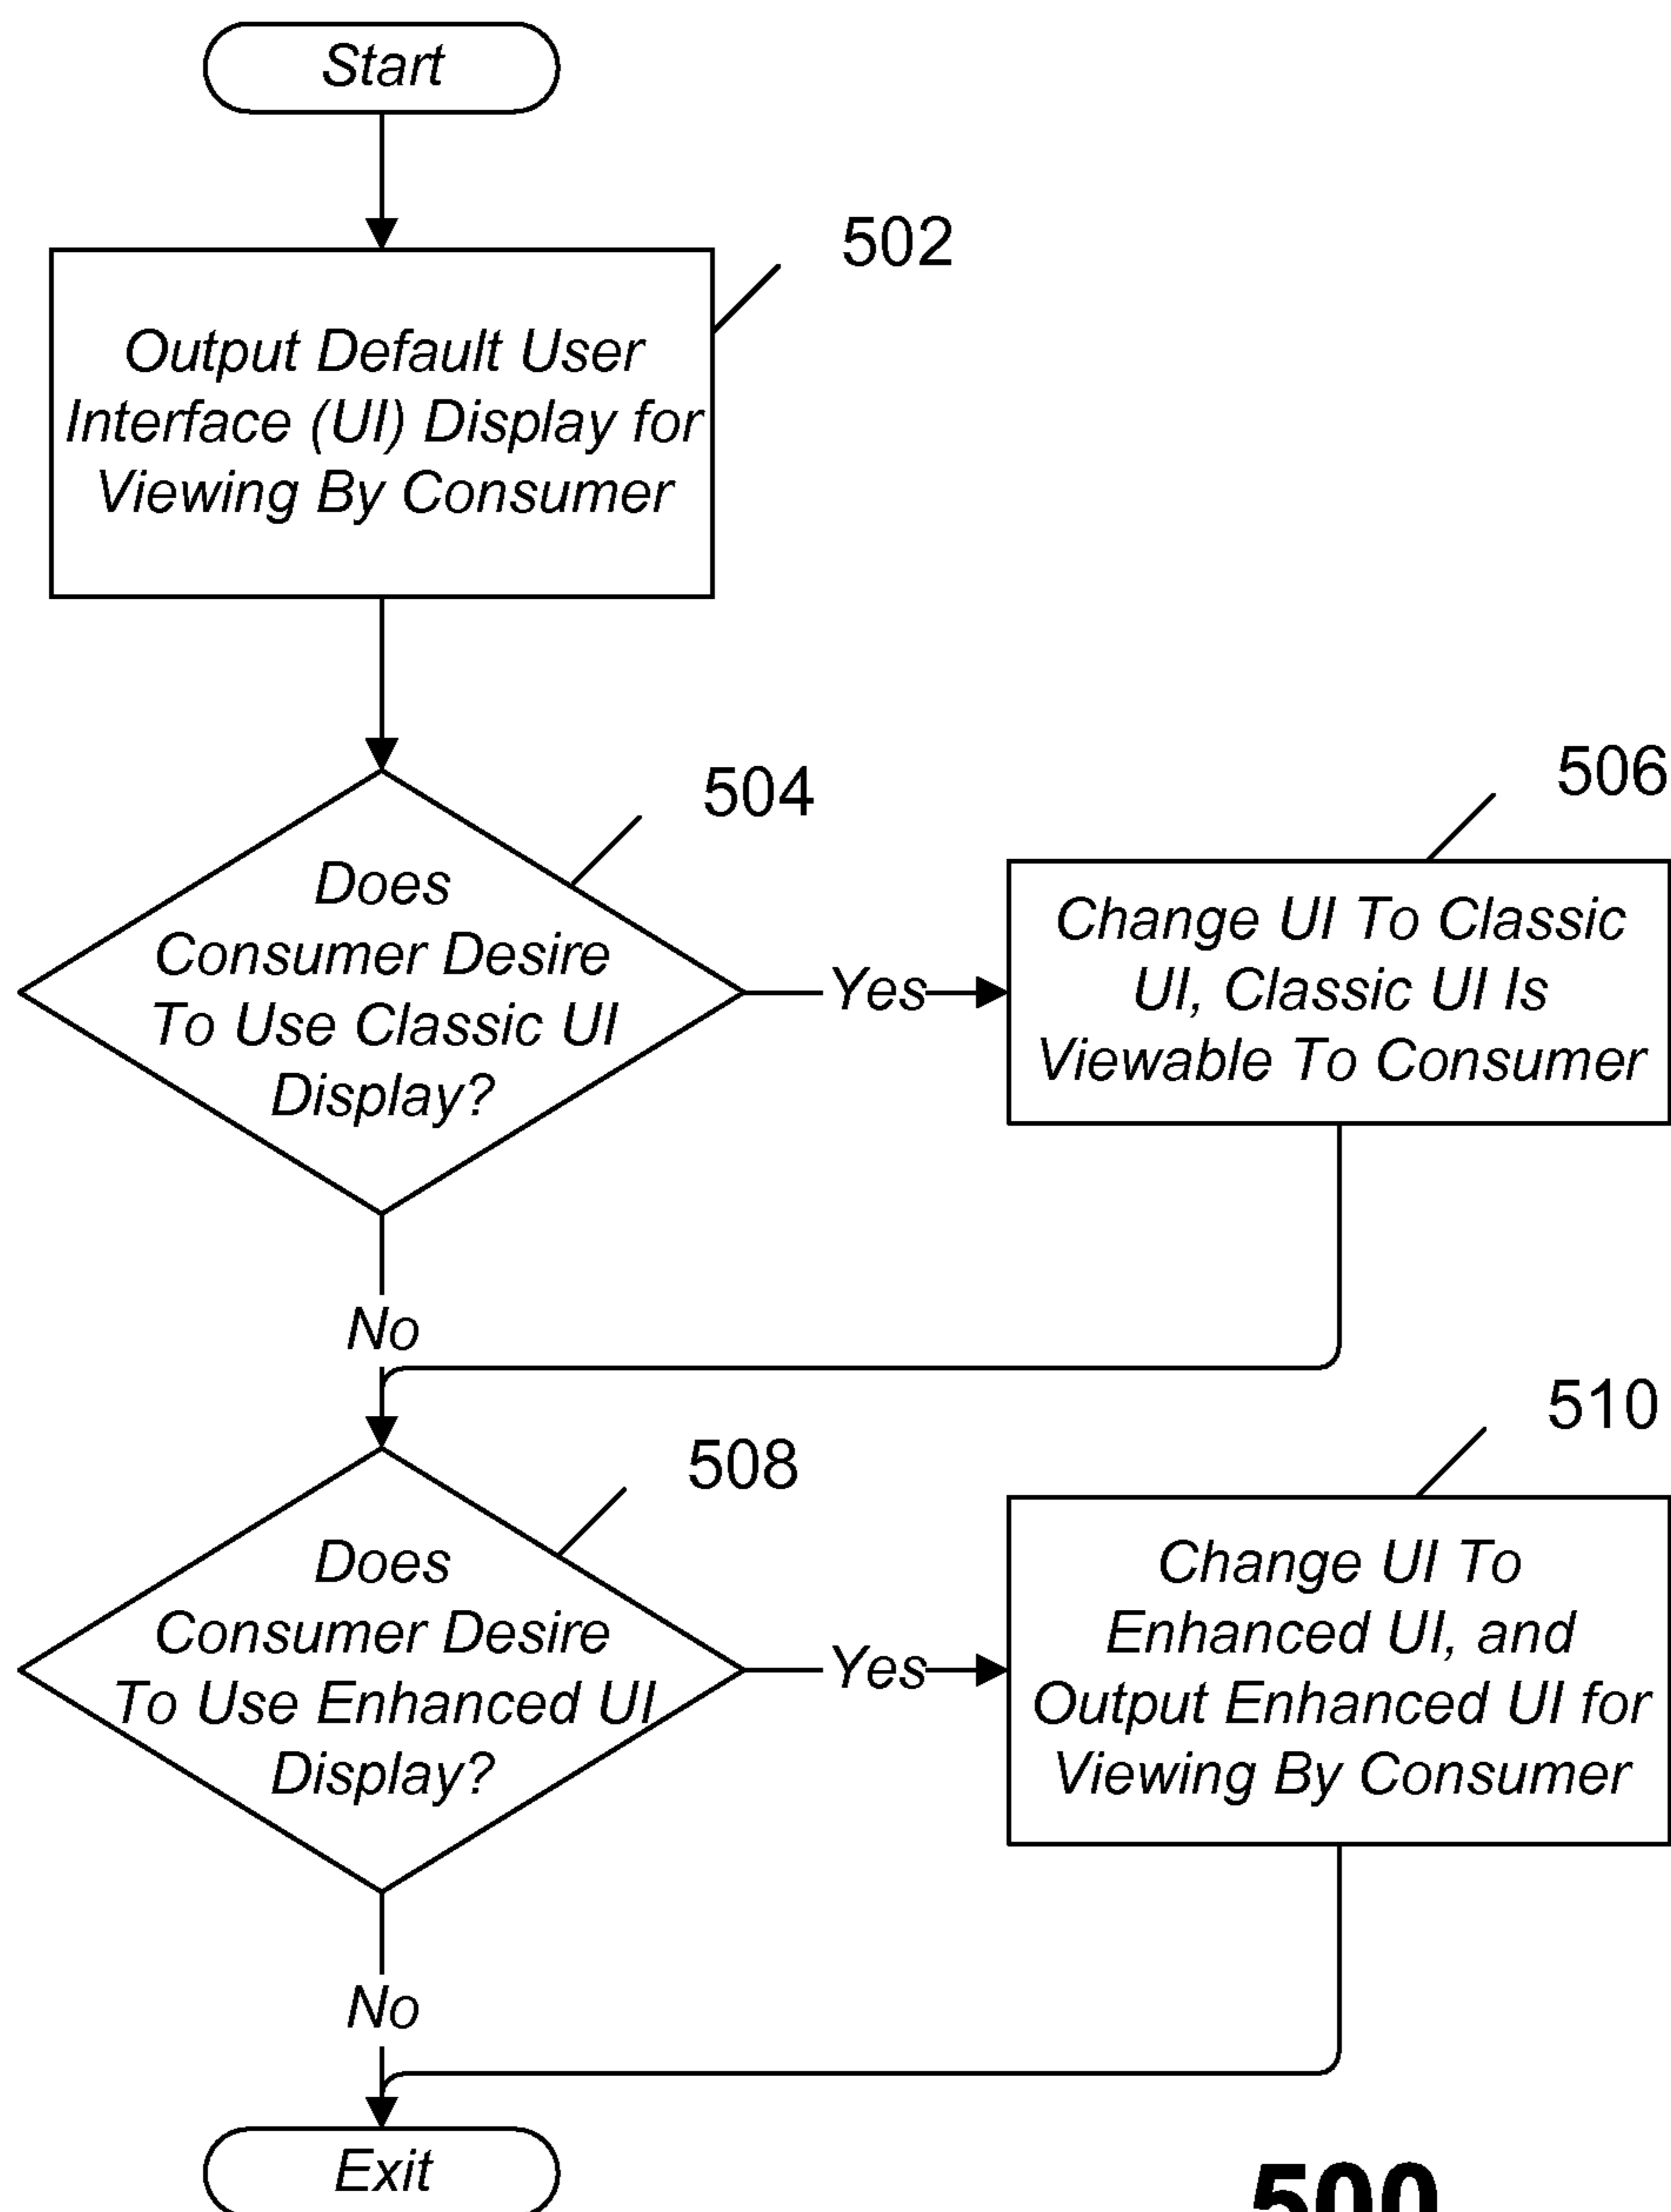 Start
502
Output Default User
Interface (UI) Display for
Viewing By Consumer
504
Does
Consumer Desire
To Use Classic UI
Display?
Yes
506
Change UI To Classic
UI, Classic UI Is
Viewable To Consumer
No
508
Does
Consumer Desire
To Use Enhanced UI
Display?
Yes
510
Change UI To
Enhanced UI, and
Output Enhanced UI for
Viewing By Consumer
No
Exit
500